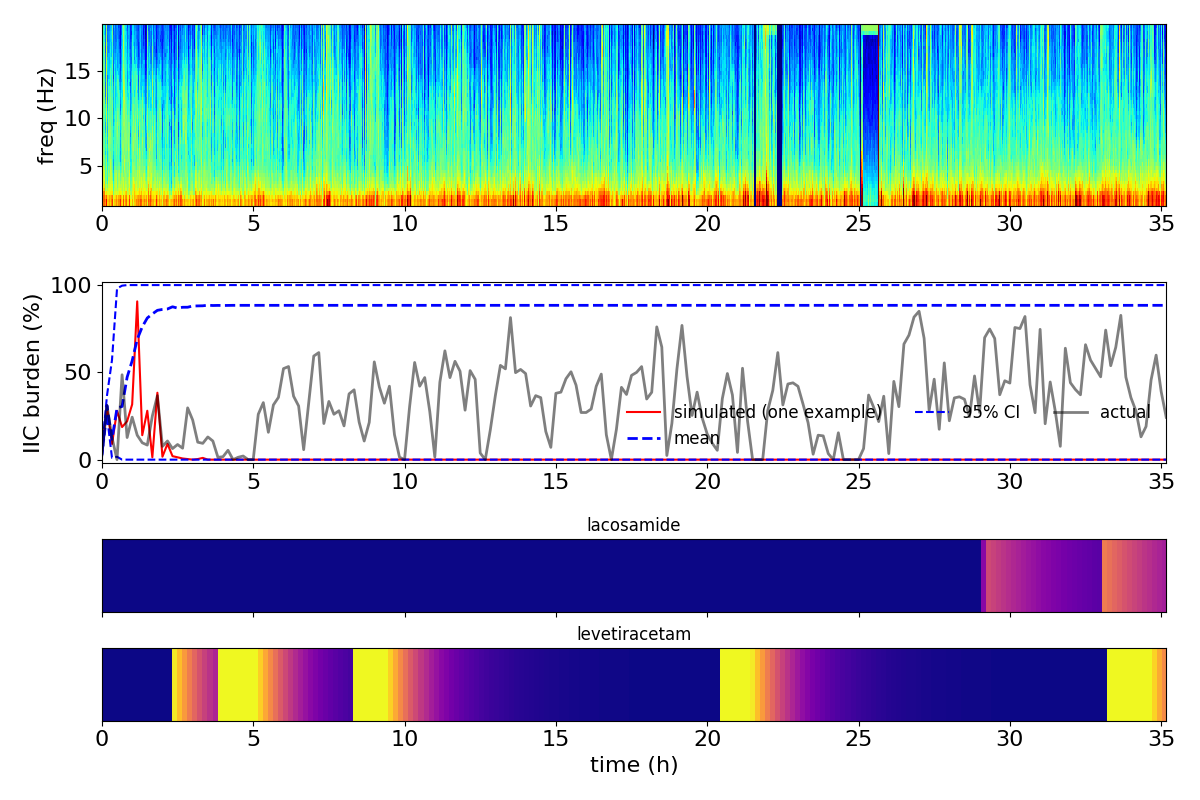 freq (Hz)
15
10
5
0 5 10 15 20 25 30 35
IIC burden (%)
100
50
0
simulated (one example) 95% CI actual
mean
0 5 10 15 20 25 30 35
lacosamide
levetiracetam
0 5 10 15 20 25 30 35
time (h)